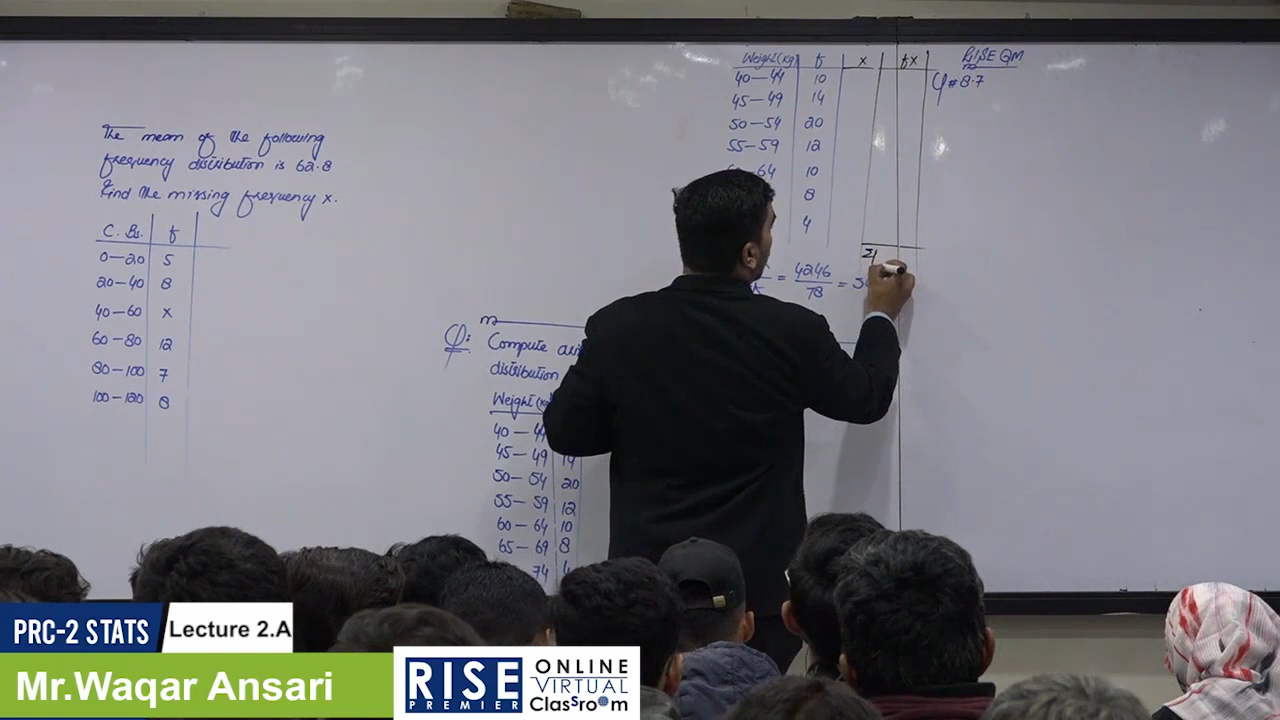 The mean of the following
frequency distribution is 62.8
Find the missing frequency x.
C. Bs. f
0-20 5
20-40 8
40-60 x
60-80 12
80-100 7
100-120 8
Q:
Compute
distribution
Weight (Kg)
40 - 44
45 - 49 14
50 - 54 20
55 - 59 12
60 - 64 10
65 - 69 8
74 4
Weight (Kg) f x fx
40 - 44 10
45 - 49 14
50 - 54 20
55 - 59 12
64 10
8
4
Σ
= 4246
78
=
RISE QM
Q# 8.7
PRC-2 STATS
Lecture 2.A
Mr.Waqar Ansari
RISE
PREMIER
ONLINE
VIRTUAL
Classroom